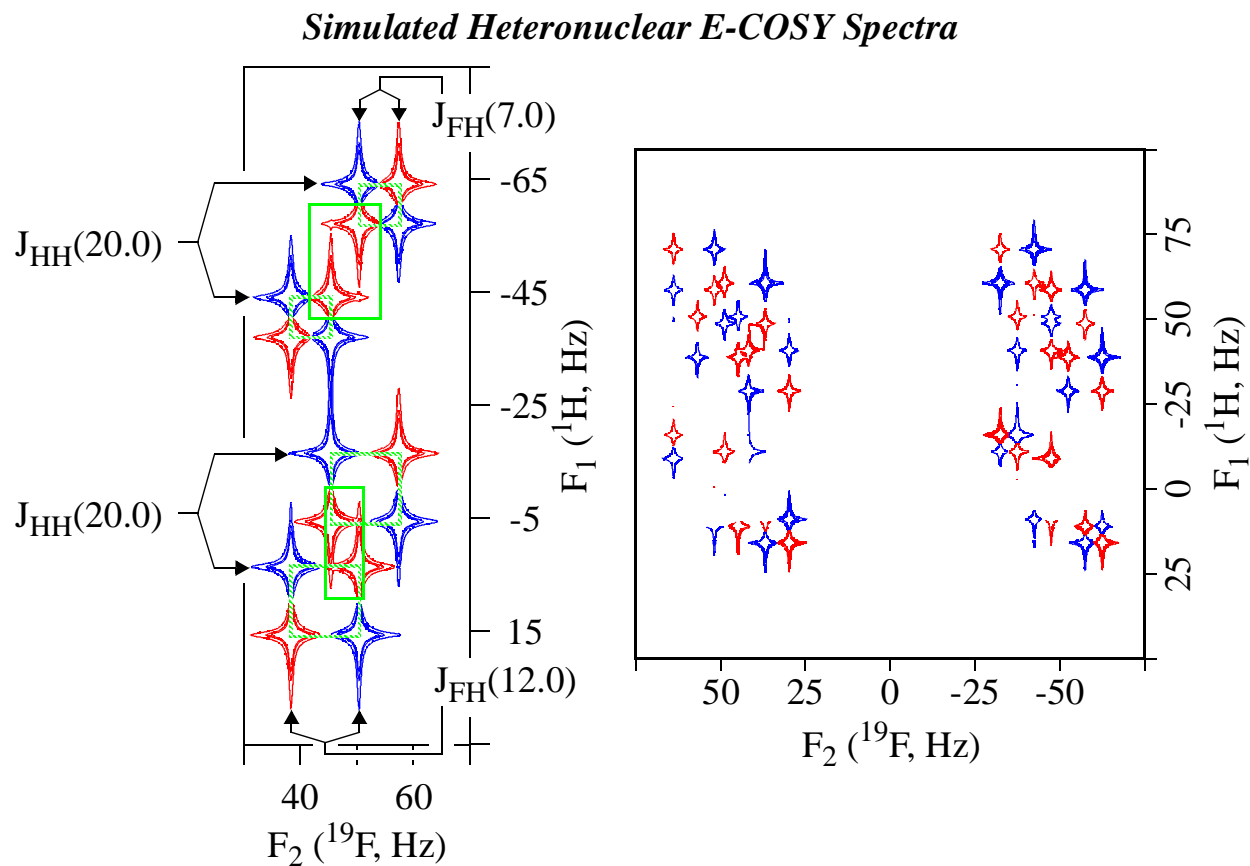 Simulated Heteronuclear E-COSY Spectra
J_FH(7.0)
J_HH(20.0)
J_HH(20.0)
J_FH(12.0)
-65
-45
-25
-5
15
F_1 (^1H, Hz)
40 60
F_2 (^19F, Hz)
75
50
-25
0
25
F_1 (^1H, Hz)
50 25 0 -25 -50
F_2 (^19F, Hz)